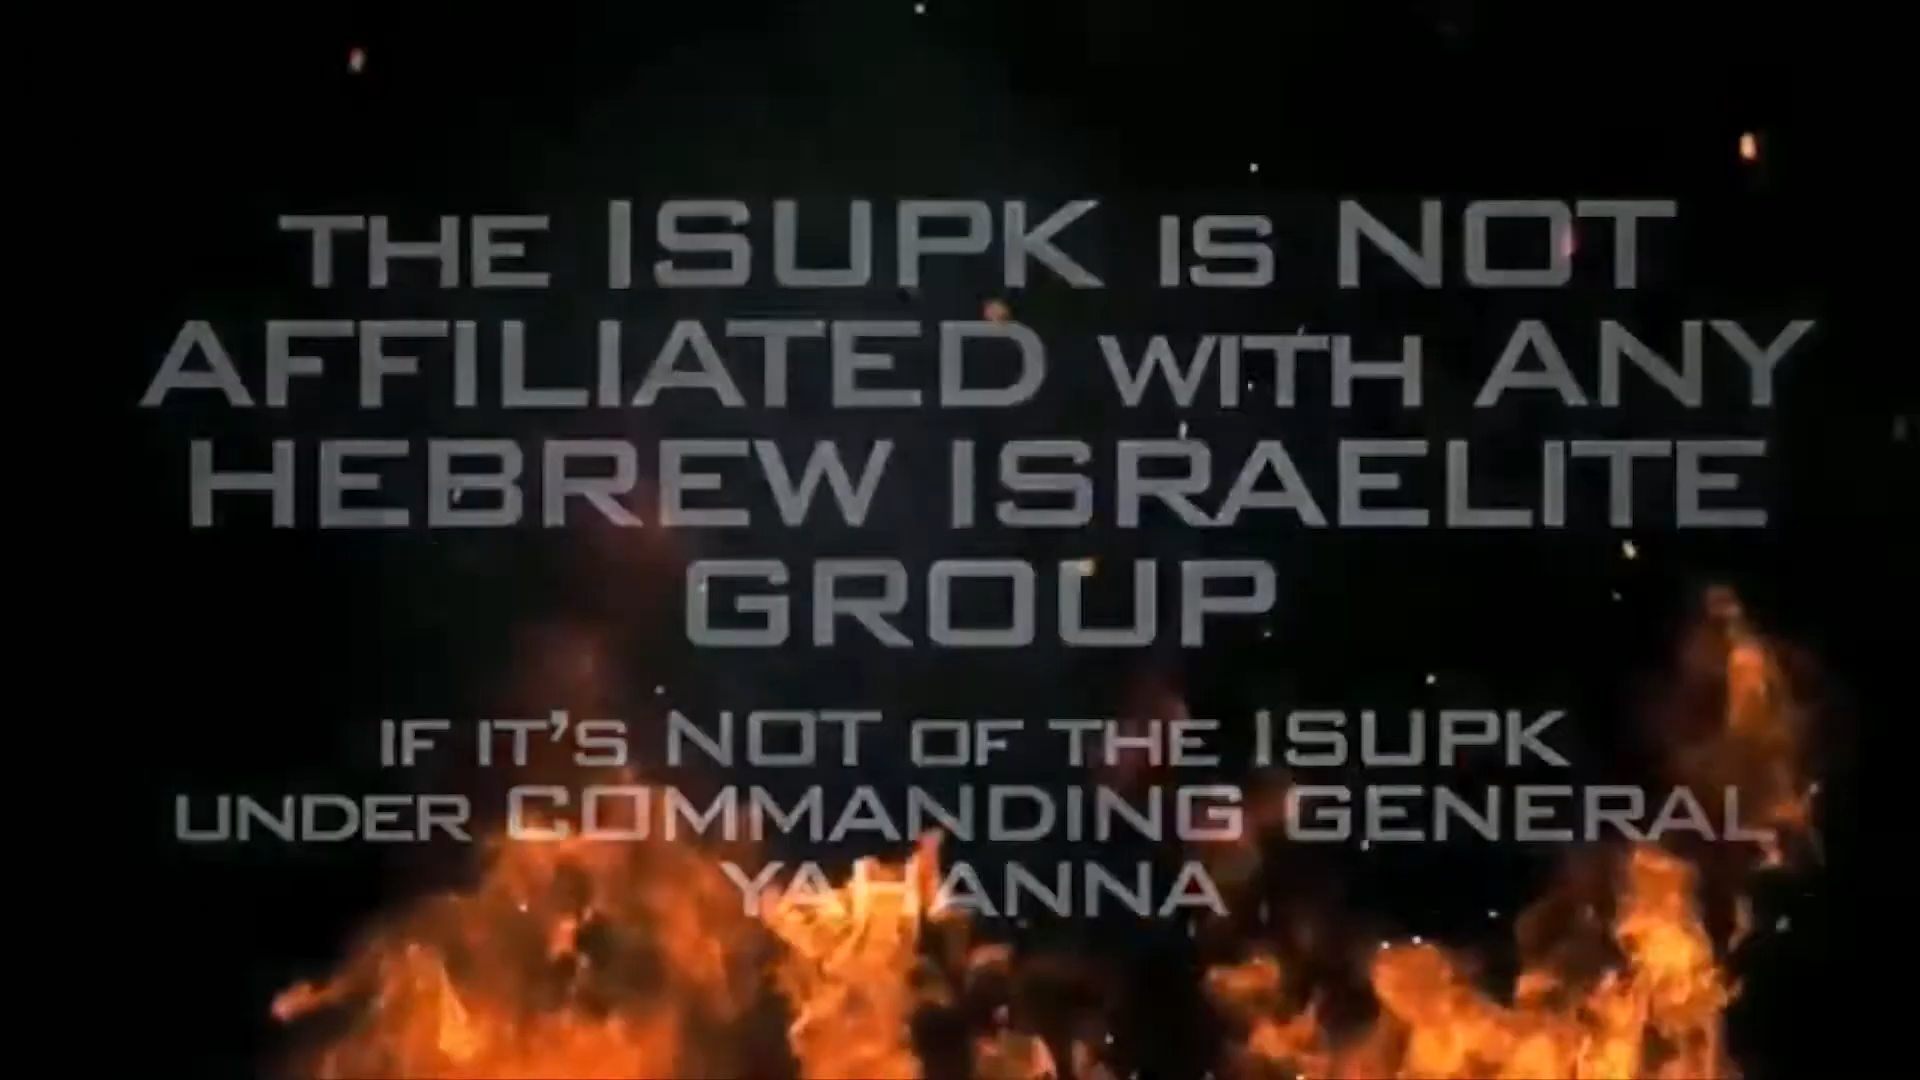 THE ISUPK IS NOT
AFFILIATED WITH ANY
HEBREW ISRAELITE
GROUP
IF IT'S NOT OF THE ISUPK
UNDER COMMANDING GENERAL
YAHANNA